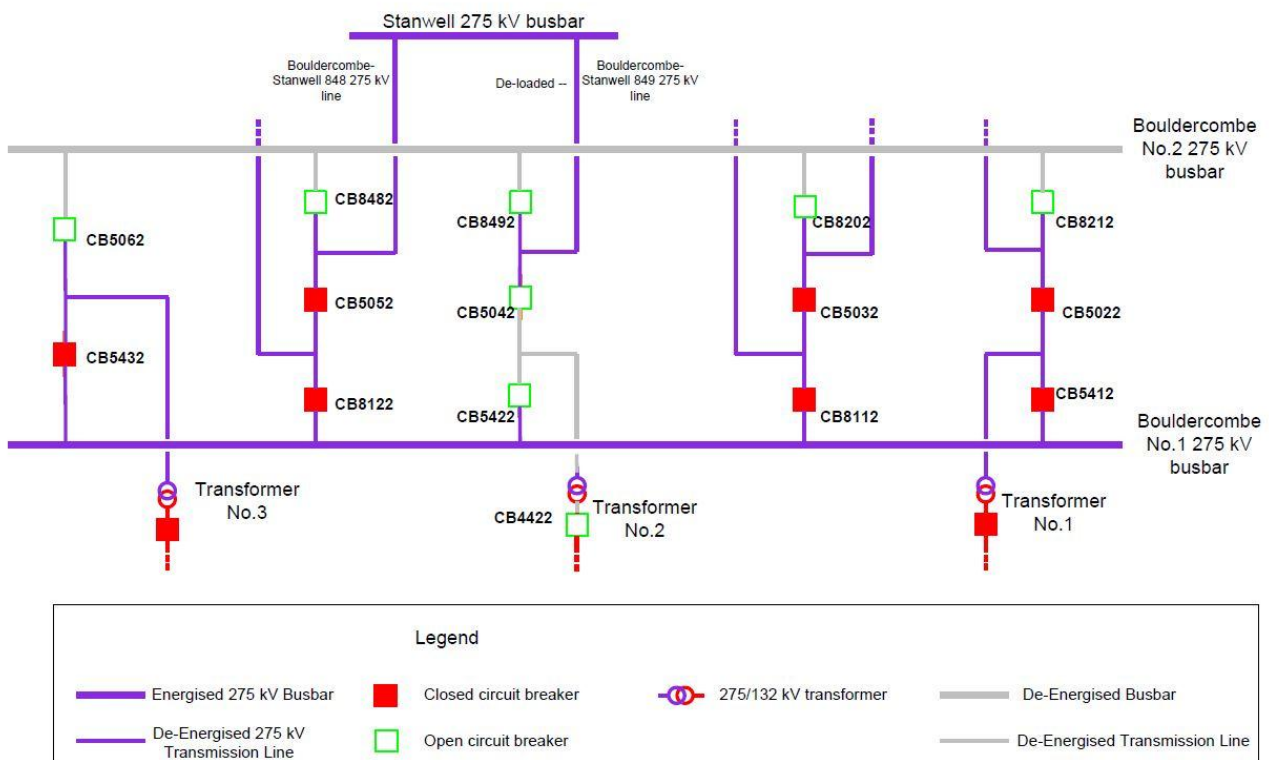 Stanwell 275 kV busbar
Bouldercombe-
Stanwell 848 275 kV
line
De-loaded --
Bouldercombe-
Stanwell 849 275 kV
line
Bouldercombe
No.2 275 kV
busbar
CB5062
CB8482
CB8492
CB8202
CB8212
CB5432
CB5052
CB5042
CB5032
CB5022
CB8122
CB5422
CB8112
CB5412
Bouldercombe
No.1 275 kV
busbar
Transformer
No.3
CB4422
Transformer
No.2
Transformer
No.1
Legend
Energised 275 kV Busbar
Closed circuit breaker
275/132 kV transformer
De-Energised Busbar
De-Energised 275 kV
Transmission Line
Open circuit breaker
De-Energised Transmission Line